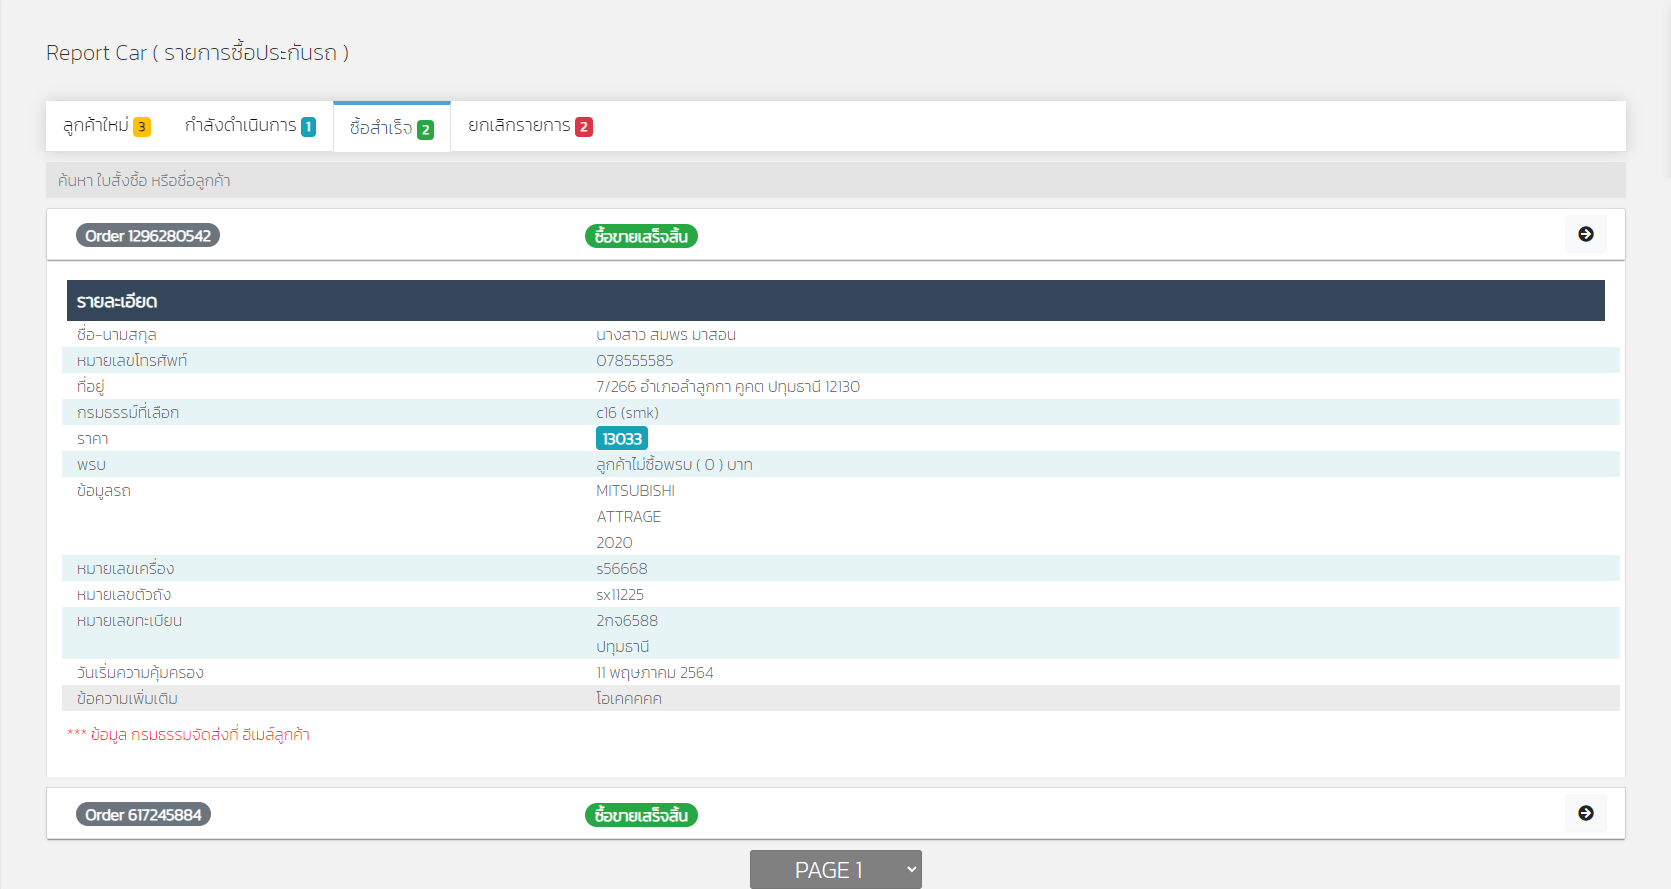 Report Car ( รายการซื้อประกันรถ )
ลูกค้าใหม่ 3 กำลังดำเนินการ 1 ซื้อสำเร็จ 2 ยกเลิกรายการ 2
ค้นหา ใบสั่งซื้อ หรือชื่อลูกค้า
Order 1296280542 ซื้อขายเสร็จสิ้น
รายละเอียด
ชื่อ-นามสกุล นางสาว สมพร มาสอน
หมายเลขโทรศัพท์ 078555585
ที่อยู่ 7/266 อำเภอลำลูกกา คูคต ปทุมธานี 12130
กรมธรรม์ที่เลือก c16 (smk)
ราคา 13033
พรบ ลูกค้าไม่ซื้อพรบ ( 0 ) บาท
ข้อมูลรถ MITSUBISHI
ATTRAGE
2020
หมายเลขเครื่อง s56668
หมายเลขตัวถัง sx11225
หมายเลขทะเบียน 2กจ6588
ปทุมธานี
วันเริ่มความคุ้มครอง 11 พฤษภาคม 2564
ข้อความเพิ่มเติม โอเคคคคค
*** ข้อมูล กรมธรรมจัดส่งที่ อีเมล์ลูกค้า
Order 617245884 ซื้อขายเสร็จสิ้น
PAGE 1